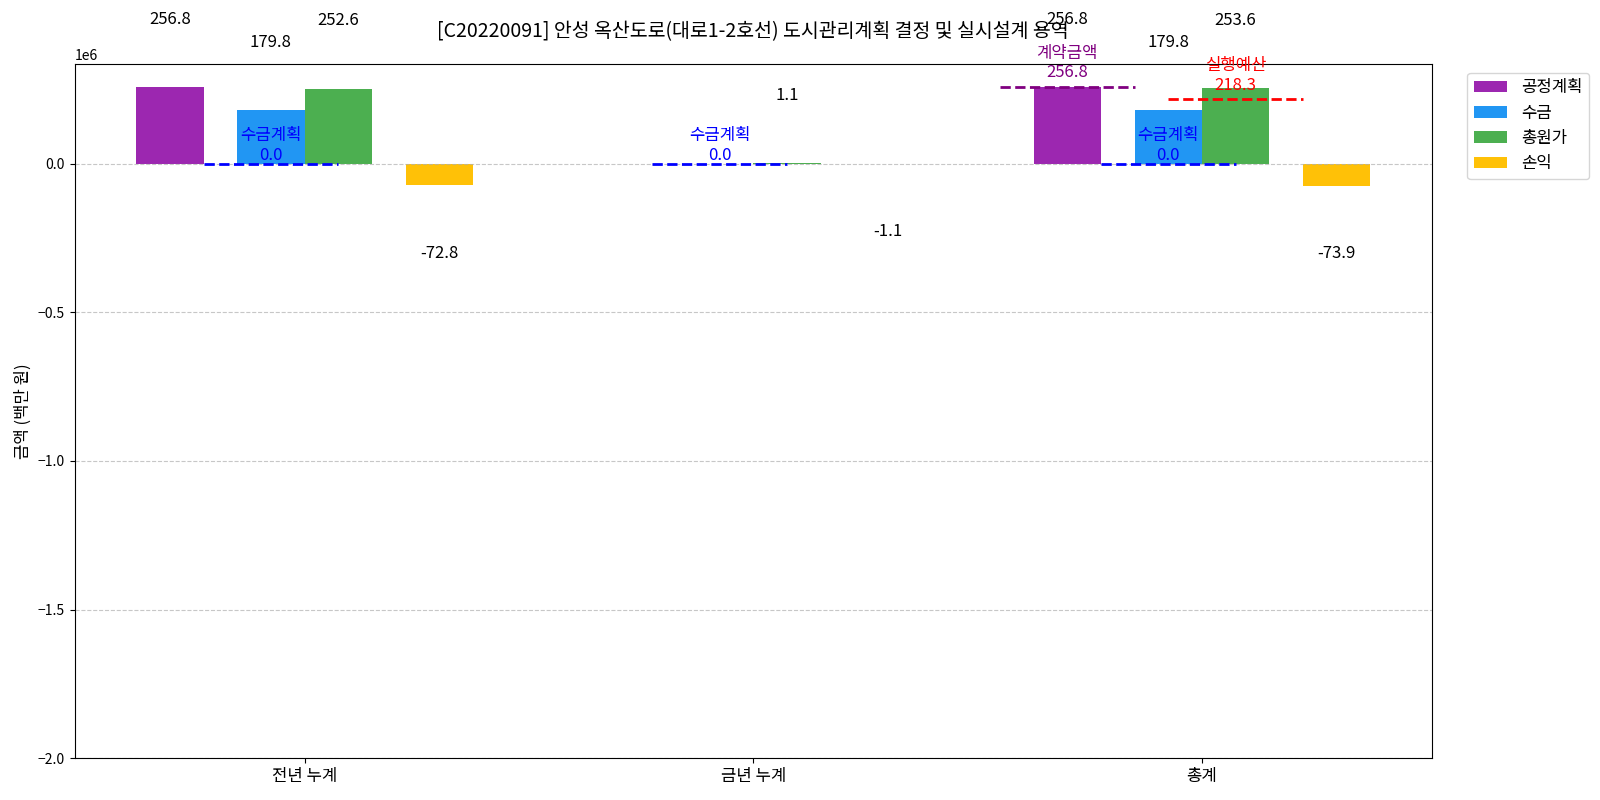 [C20220091] 안성 옥산도로(대로1-2호선) 도시관리계획 결정 및 실시설계 용역
1e6
256.8
179.8
252.6
수금계획
0.0
-72.8
1.1
수금계획
0.0
-1.1
256.8
계약금액
256.8
179.8
253.6
실행예산
218.3
수금계획
0.0
-73.9
공정계획
수금
총원가
손익
금액 (백만 원)
0.0
−0.5
−1.0
−1.5
−2.0
전년 누계
금년 누계
총계